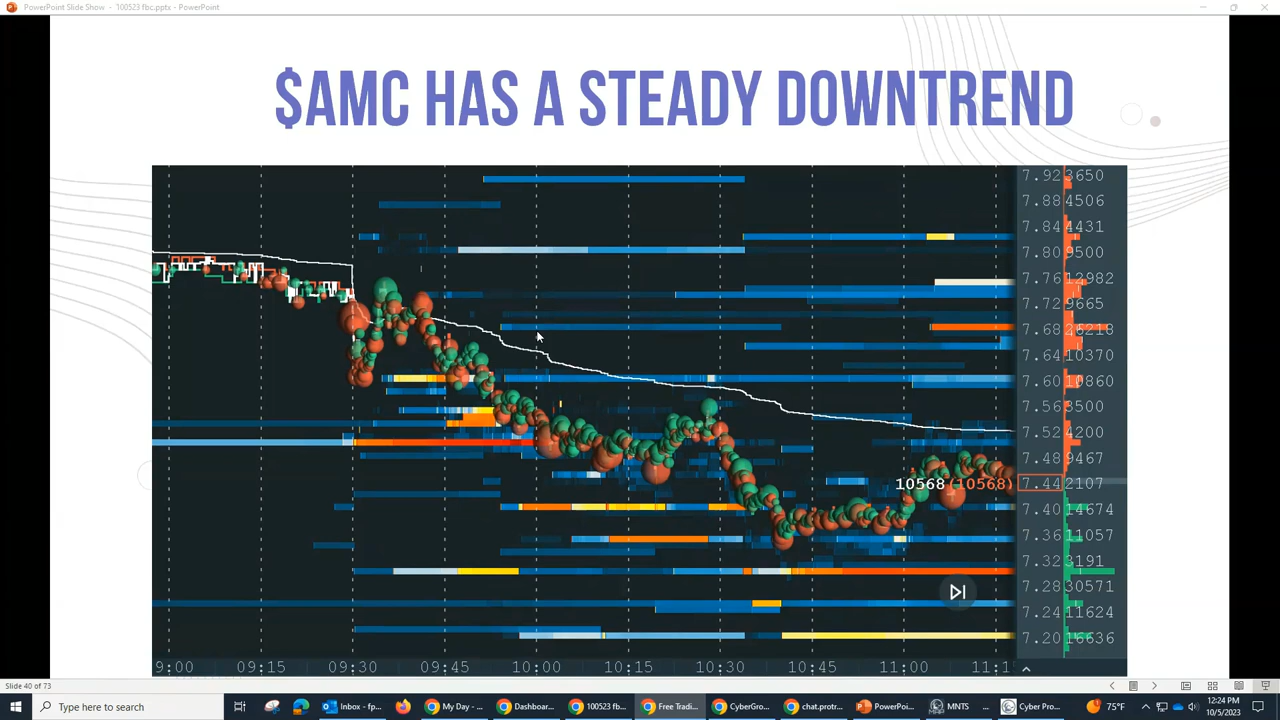 PowerPoint Slide Show - 100523 fbc.pptx - PowerPoint
$AMC HAS A STEADY DOWNTREND
7.92 3650
7.88 4506
7.84 4431
7.80 9500
7.76 12982
7.72 9665
7.68 26218
7.64 10370
7.60 10860
7.56 8500
7.52 4200
7.48 9467
10568 (10568) 7.44 2107
7.40 14674
7.36 11057
7.32 3191
7.28 30571
7.24 11624
7.20 16636
9:00 09:15 09:30 09:45 10:00 10:15 10:30 10:45 11:00 11:15
Slide 40 of 73
Type here to search
Inbox - fp...
My Day - ...
Dashboar...
100523 fb...
Free Tradi...
CyberGro...
chat.protr...
PowerPoi...
MNTS ...
Cyber Pro...
75°F
12:24 PM
10/5/2023